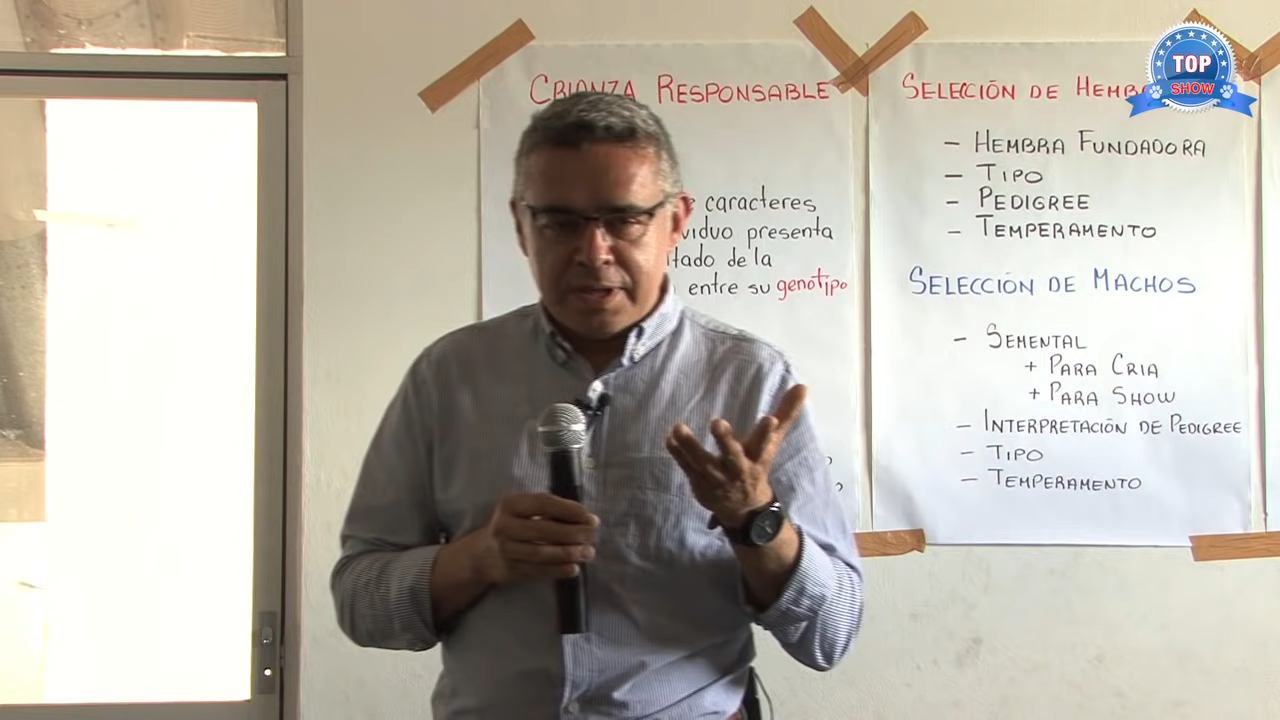 CRIANZA RESPONSABLE
caracteres
viduo presenta
tado de la
entre su genotipo
SELECCIÓN DE HEMB
- HEMBRA FUNDADORA
- TIPO
- PEDIGREE
- TEMPERAMENTO
SELECCIÓN DE MACHOS
- SEMENTAL
+ PARA CRIA
+ PARA SHOW
- INTERPRETACIÓN DE PEDIGREE
- TIPO
- TEMPERAMENTO
TOP
SHOW